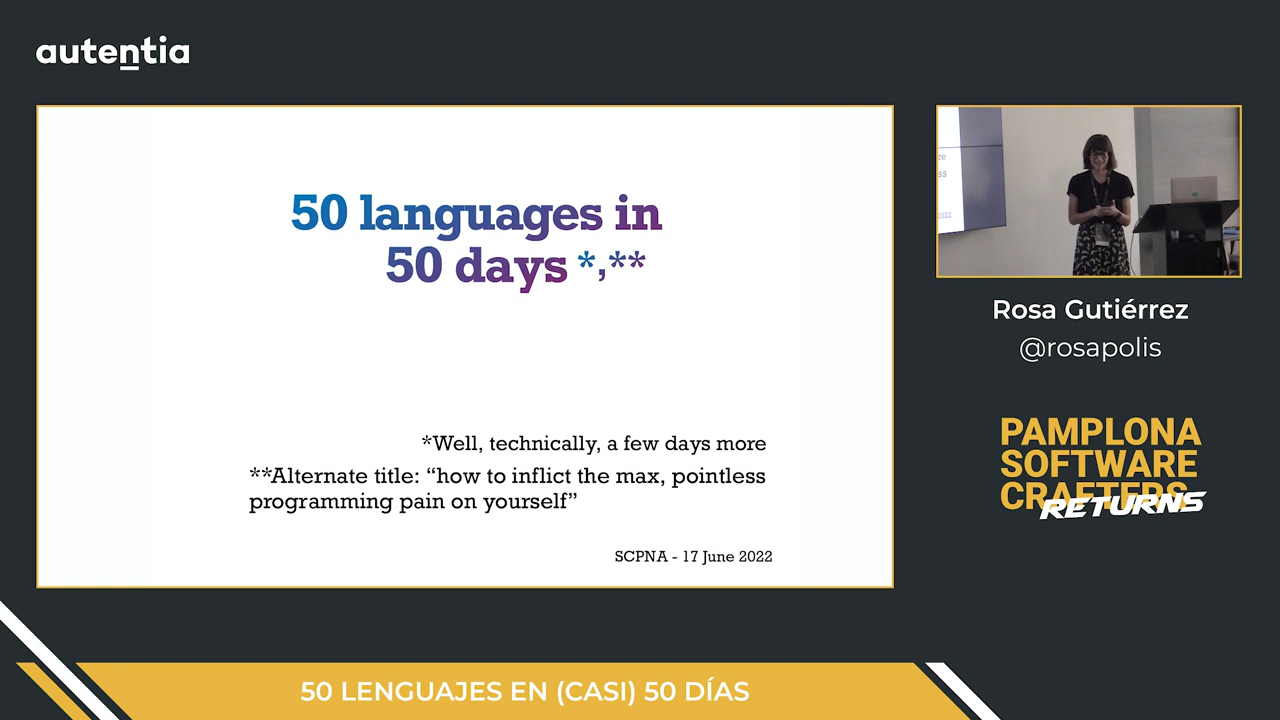 autentia
50 languages in
50 days *,**
*Well, technically, a few days more
**Alternate title: “how to inflict the max, pointless
programming pain on yourself”
SCPNA - 17 June 2022
Rosa Gutiérrez
@rosapolis
PAMPLONA
SOFTWARE
CRAFTERS
RETURNS
50 LENGUAJES EN (CASI) 50 DÍAS